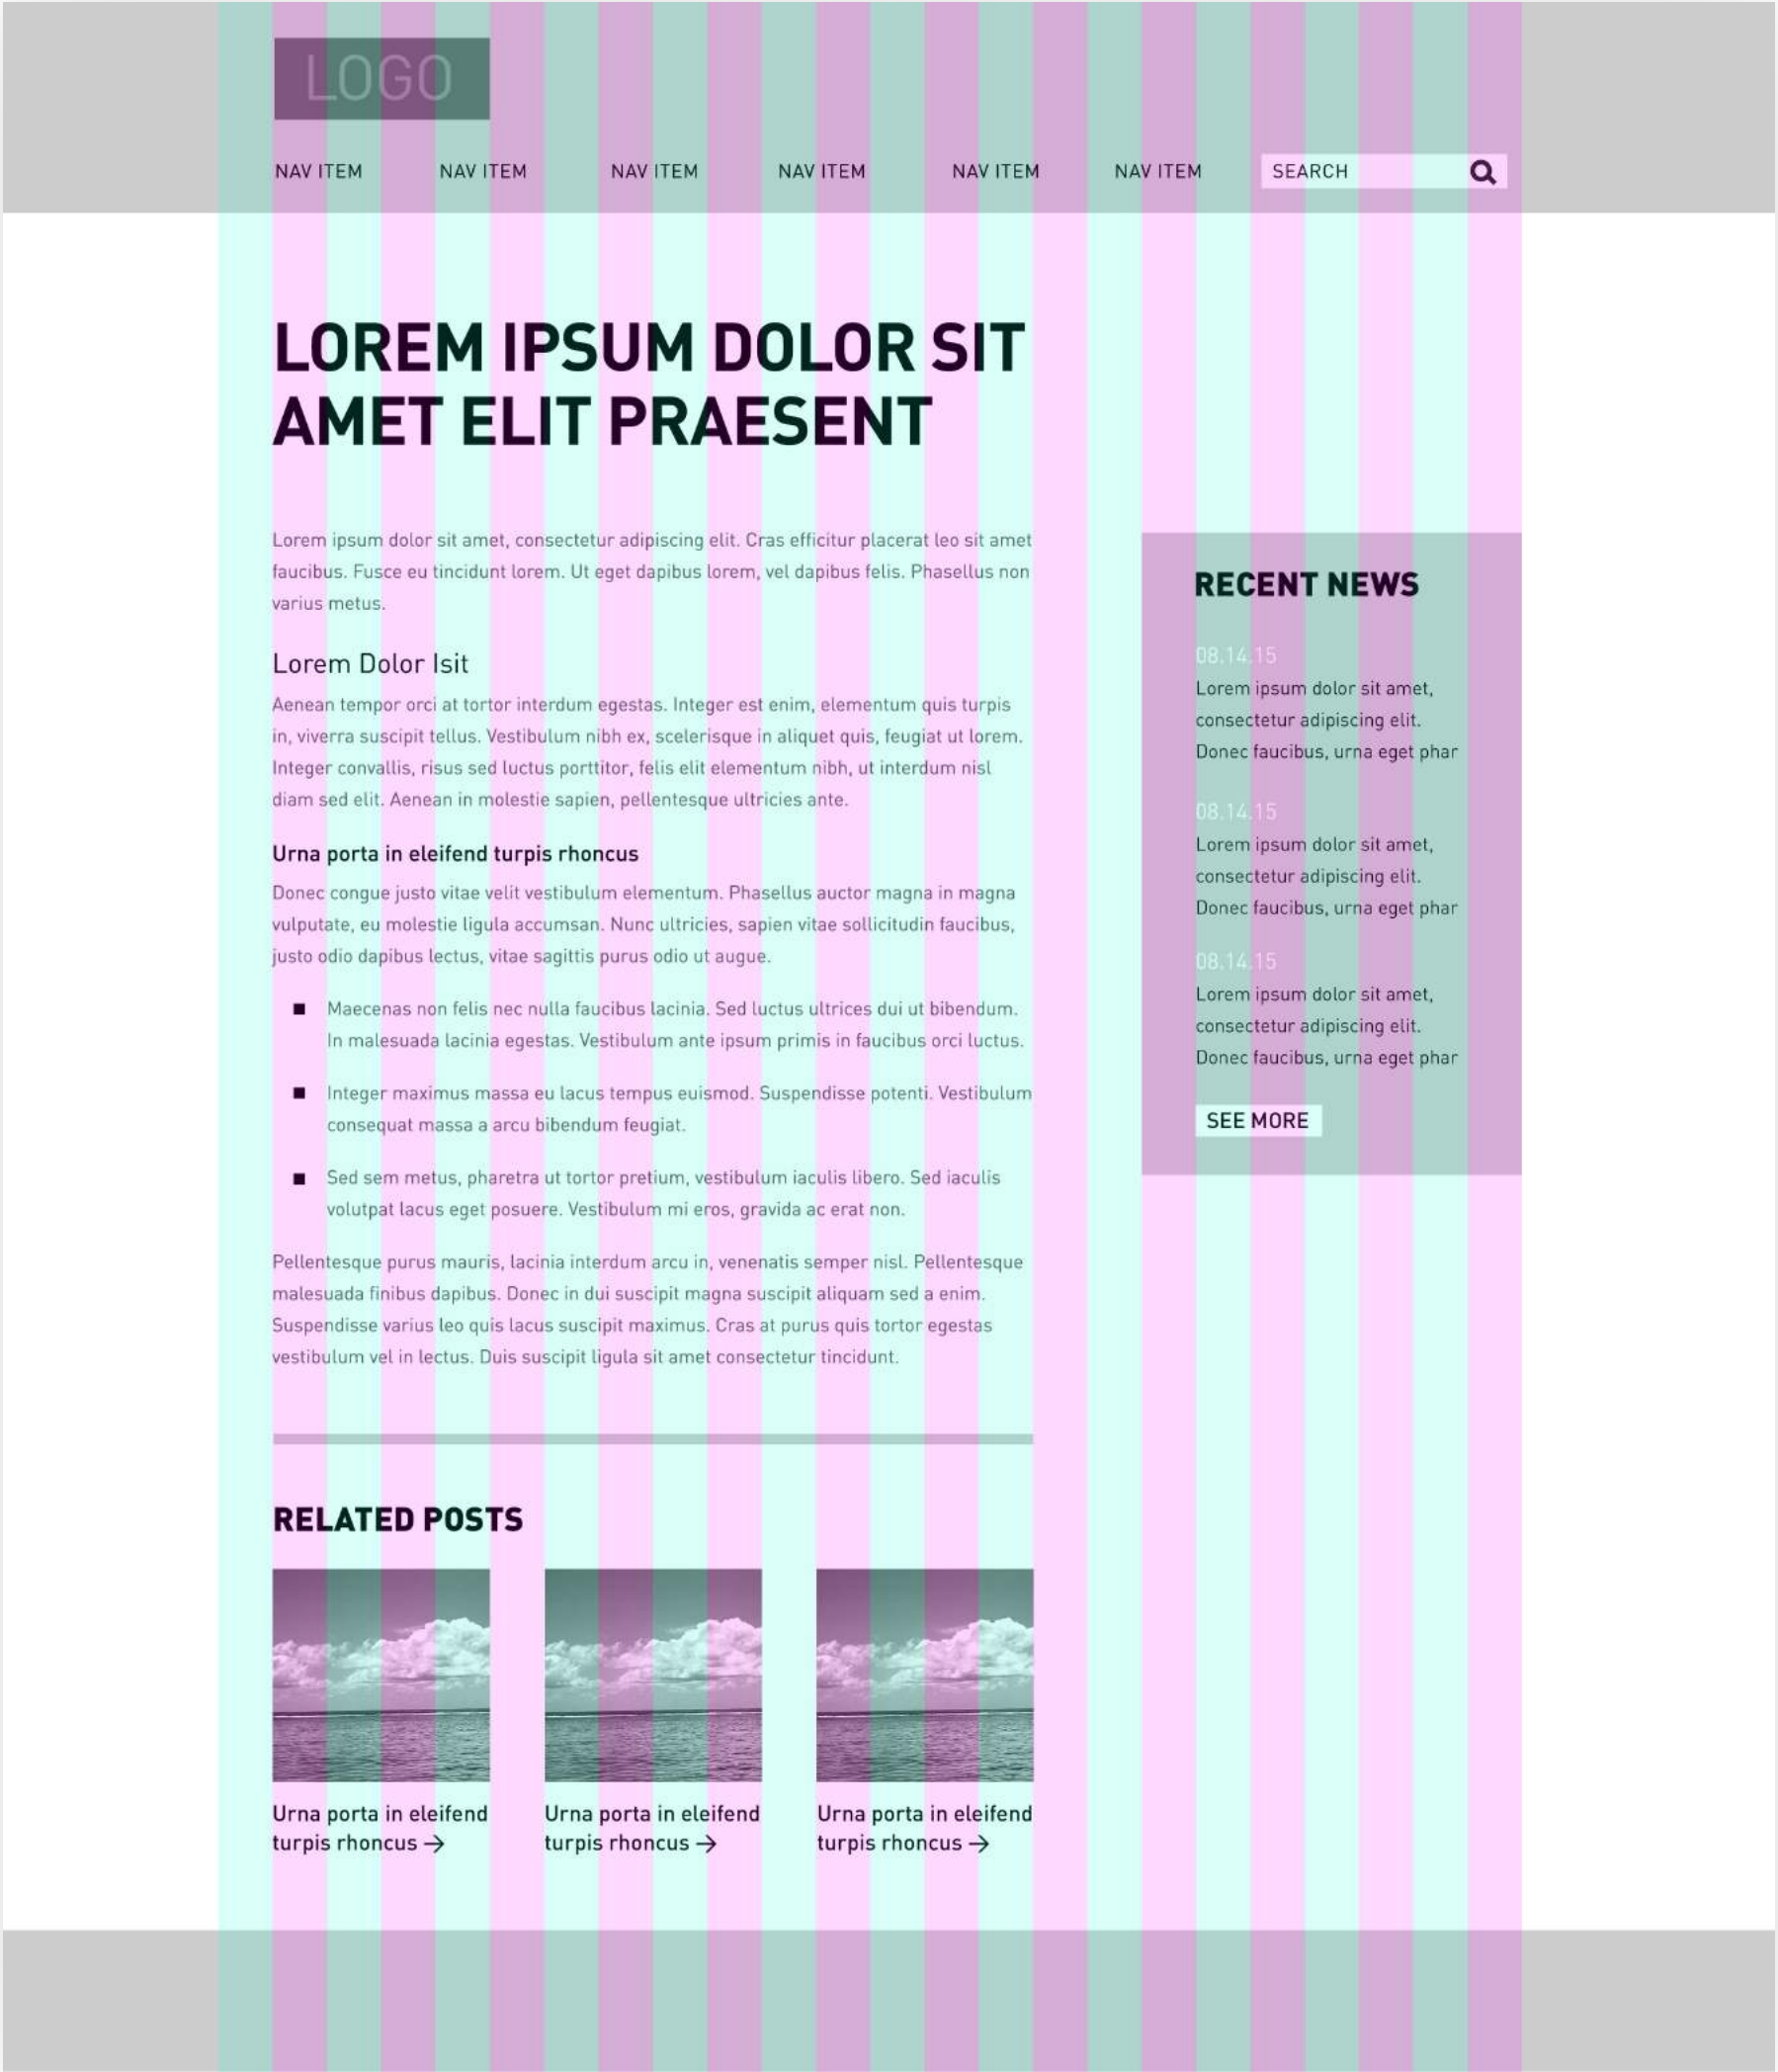 LOGO
NAV ITEM NAV ITEM NAV ITEM NAV ITEM NAV ITEM NAV ITEM SEARCH
LOREM IPSUM DOLOR SIT
AMET ELIT PRAESENT
Lorem ipsum dolor sit amet, consectetur adipiscing elit. Cras efficitur placerat leo sit amet
faucibus. Fusce eu tincidunt lorem. Ut eget dapibus lorem, vel dapibus felis. Phasellus non
varius metus.
Lorem Dolor Isit
Aenean tempor orci at tortor interdum egestas. Integer est enim, elementum quis turpis
in, viverra suscipit tellus. Vestibulum nibh ex, scelerisque in aliquet quis, feugiat ut lorem.
Integer convallis, risus sed luctus porttitor, felis elit elementum nibh, ut interdum nisl
diam sed elit. Aenean in molestie sapien, pellentesque ultricies ante.
Urna porta in eleifend turpis rhoncus
Donec congue justo vitae velit vestibulum elementum. Phasellus auctor magna in magna
vulputate, eu molestie ligula accumsan. Nunc ultricies, sapien vitae sollicitudin faucibus,
justo odio dapibus lectus, vitae sagittis purus odio ut augue.
■ Maecenas non felis nec nulla faucibus lacinia. Sed luctus ultrices dui ut bibendum.
In malesuada lacinia egestas. Vestibulum ante ipsum primis in faucibus orci luctus.
■ Integer maximus massa eu lacus tempus euismod. Suspendisse potenti. Vestibulum
consequat massa a arcu bibendum feugiat.
■ Sed sem metus, pharetra ut tortor pretium, vestibulum iaculis libero. Sed iaculis
volutpat lacus eget posuere. Vestibulum mi eros, gravida ac erat non.
Pellentesque purus mauris, lacinia interdum arcu in, venenatis semper nisl. Pellentesque
malesuada finibus dapibus. Donec in dui suscipit magna suscipit aliquam sed a enim.
Suspendisse varius leo quis lacus suscipit maximus. Cras at purus quis tortor egestas
vestibulum vel in lectus. Duis suscipit ligula sit amet consectetur tincidunt.
RECENT NEWS
08.14.15
Lorem ipsum dolor sit amet,
consectetur adipiscing elit.
Donec faucibus, urna eget phar
08.14.15
Lorem ipsum dolor sit amet,
consectetur adipiscing elit.
Donec faucibus, urna eget phar
08.14.15
Lorem ipsum dolor sit amet,
consectetur adipiscing elit.
Donec faucibus, urna eget phar
SEE MORE
RELATED POSTS
Urna porta in eleifend
turpis rhoncus →
Urna porta in eleifend
turpis rhoncus →
Urna porta in eleifend
turpis rhoncus →